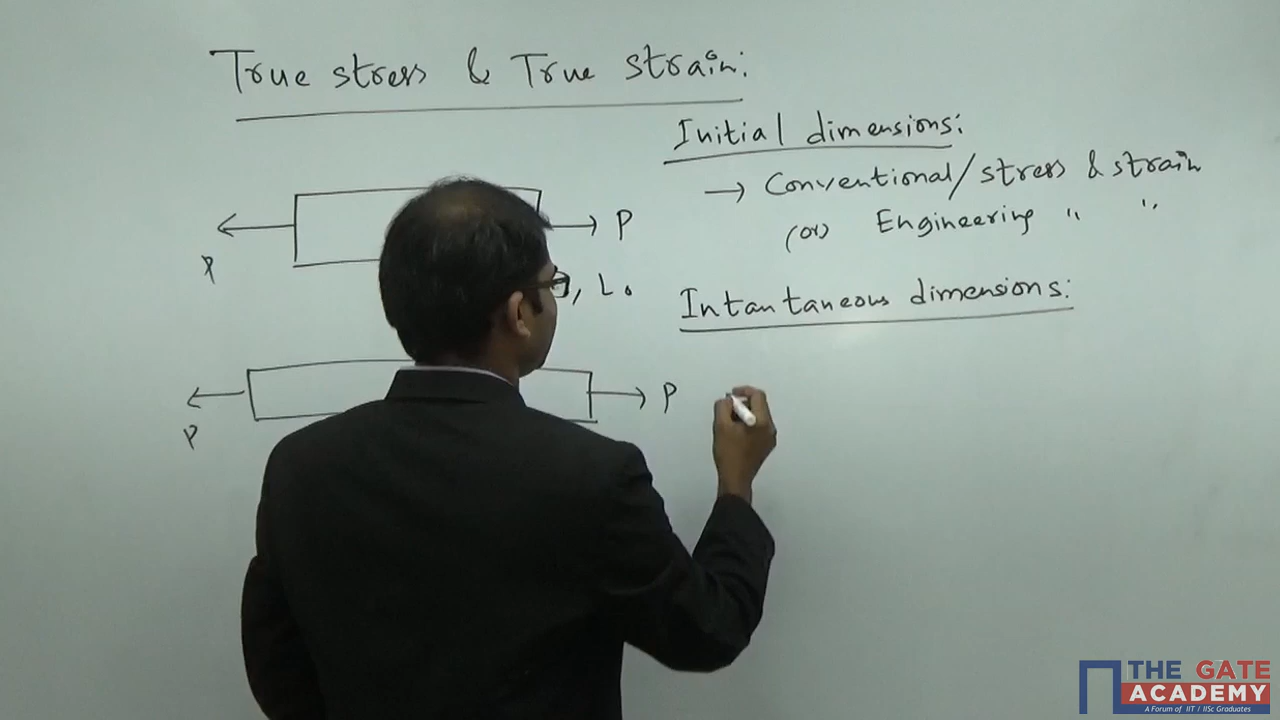 True stress & True strain:
Initial dimensions:
→ Conventional/stress & strain
(or) Engineering " "
P
P
, L₀
Intantaneous dimensions:
P
P
THE GATE
ACADEMY
A Forum of IIT / IISc Graduates